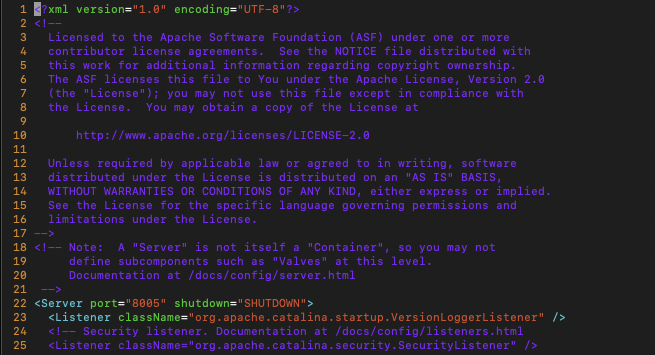 1 <?xml version="1.0" encoding="UTF-8"?>
2 <!--
3   Licensed to the Apache Software Foundation (ASF) under one or more
4   contributor license agreements.  See the NOTICE file distributed with
5   this work for additional information regarding copyright ownership.
6   The ASF licenses this file to You under the Apache License, Version 2.0
7   (the "License"); you may not use this file except in compliance with
8   the License.  You may obtain a copy of the License at
9
10       http://www.apache.org/licenses/LICENSE-2.0
11
12   Unless required by applicable law or agreed to in writing, software
13   distributed under the License is distributed on an "AS IS" BASIS,
14   WITHOUT WARRANTIES OR CONDITIONS OF ANY KIND, either express or implied.
15   See the License for the specific language governing permissions and
16   limitations under the License.
17 -->
18 <!-- Note:  A "Server" is not itself a "Container", so you may not
19      define subcomponents such as "Valves" at this level.
20      Documentation at /docs/config/server.html
21  -->
22 <Server port="8005" shutdown="SHUTDOWN">
23   <Listener className="org.apache.catalina.startup.VersionLoggerListener" />
24   <!-- Security listener. Documentation at /docs/config/listeners.html
25   <Listener className="org.apache.catalina.security.SecurityListener" />